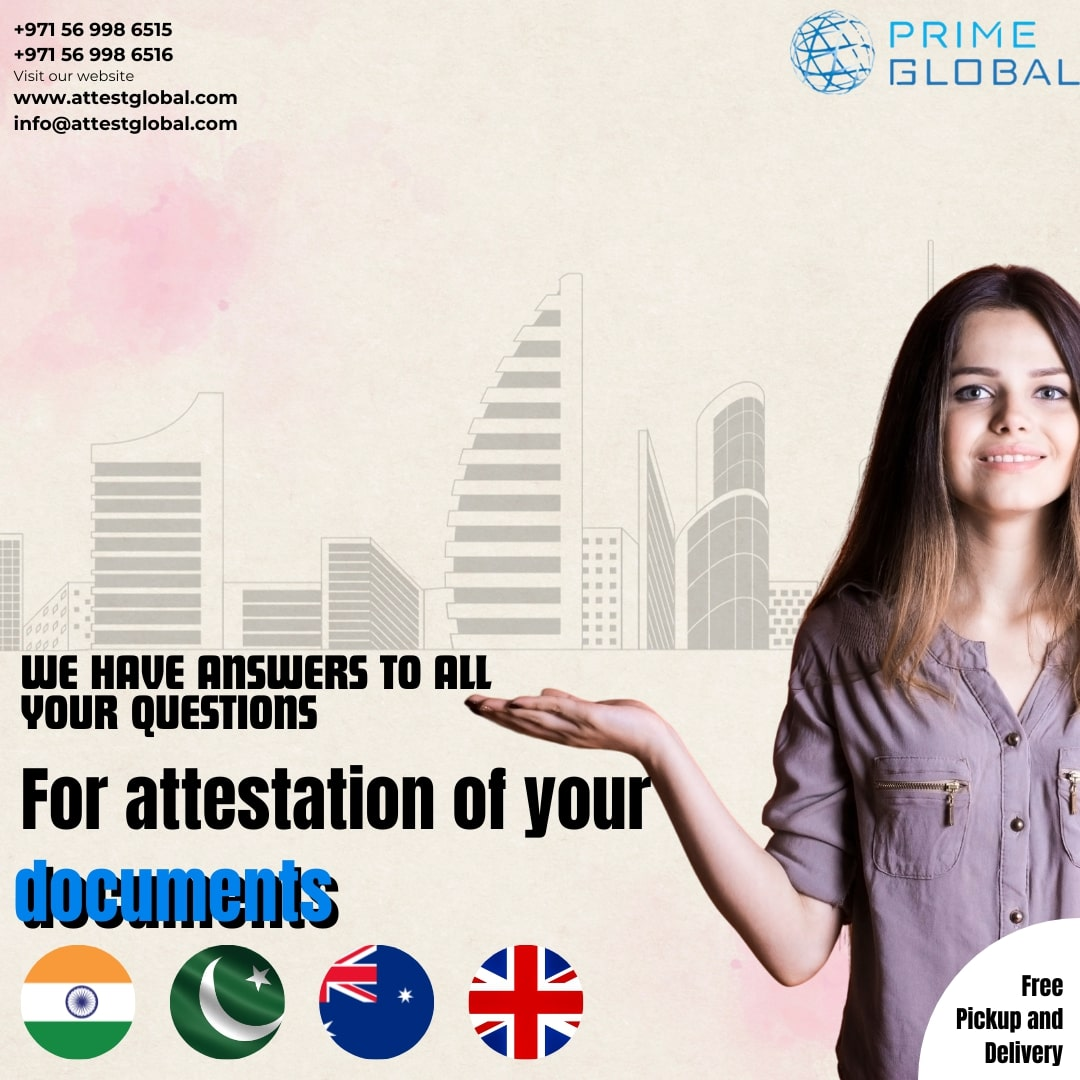 +971 56 998 6515
+971 56 998 6516
Visit our website
www.attestglobal.com
info@attestglobal.com
PRIME
GLOBAL
WE HAVE ANSWERS TO ALL
YOUR QUESTIONS
For attestation of your
documents
Free
Pickup and
Delivery